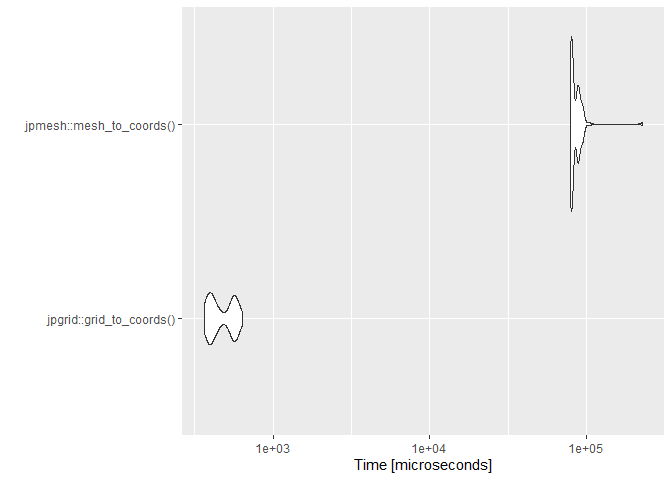 jpmesh::mesh_to_coords()
jpgrid::grid_to_coords()
1e+03 1e+04 1e+05
Time [microseconds]